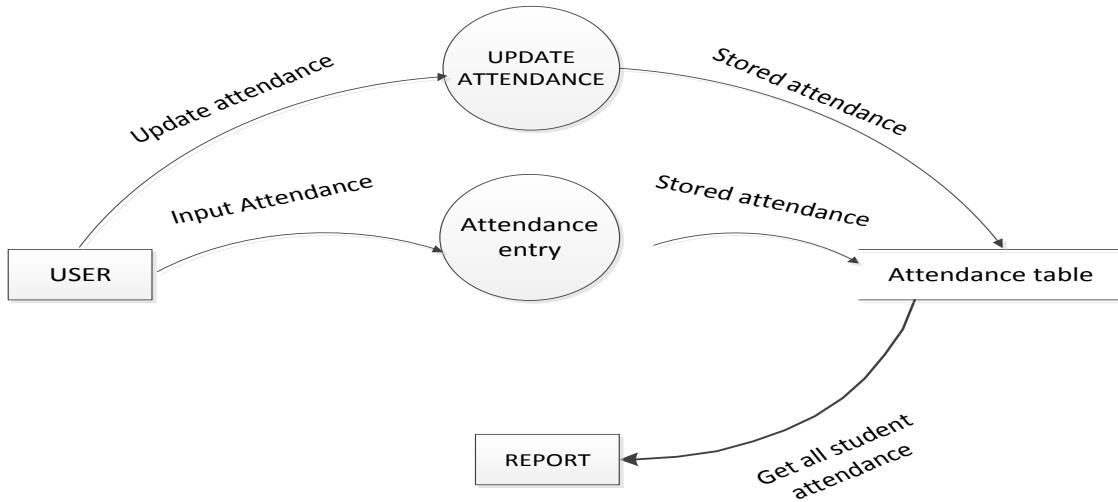 UPDATE
ATTENDANCE
Update attendance
Stored attendance
Input Attendance
Attendance
entry
Stored attendance
USER
Attendance table
REPORT
Get all student
attendance